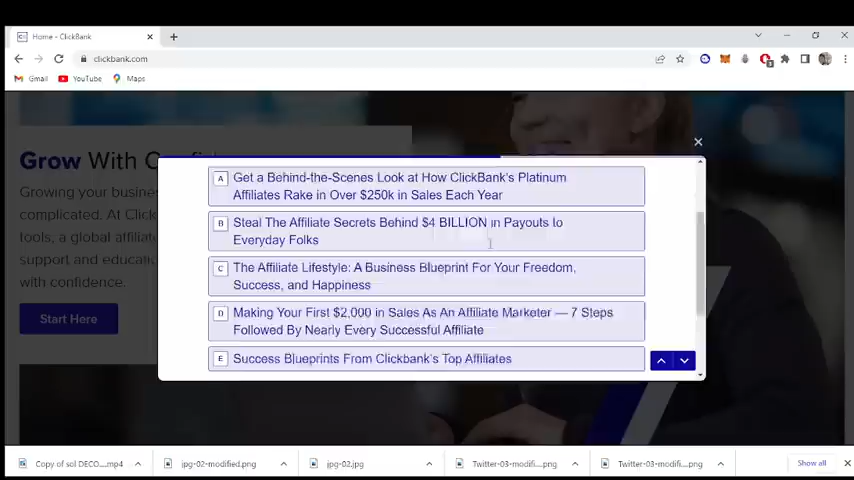 Home - ClickBank
clickbank.com
Gmail YouTube Maps
Grow With
Growing your busines
complicated. At Click
tools, a global affiliate
support and educati
with confidence.
Start Here
A Get a Behind-the-Scenes Look at How ClickBank's Platinum
Affiliates Rake in Over $250k in Sales Each Year
B Steal The Affiliate Secrets Behind $4 BILLION in Payouts to
Everyday Folks
C The Affiliate Lifestyle: A Business Blueprint For Your Freedom,
Success, and Happiness
D Making Your First $2,000 in Sales As An Affiliate Marketer — 7 Steps
Followed By Nearly Every Successful Affiliate
E Success Blueprints From Clickbank's Top Affiliates
Copy of sol DECO....mp4 jpg-02-modified.png jpg-02.jpg Twitter-03-modifi....png Twitter-03-modifi....png Show all